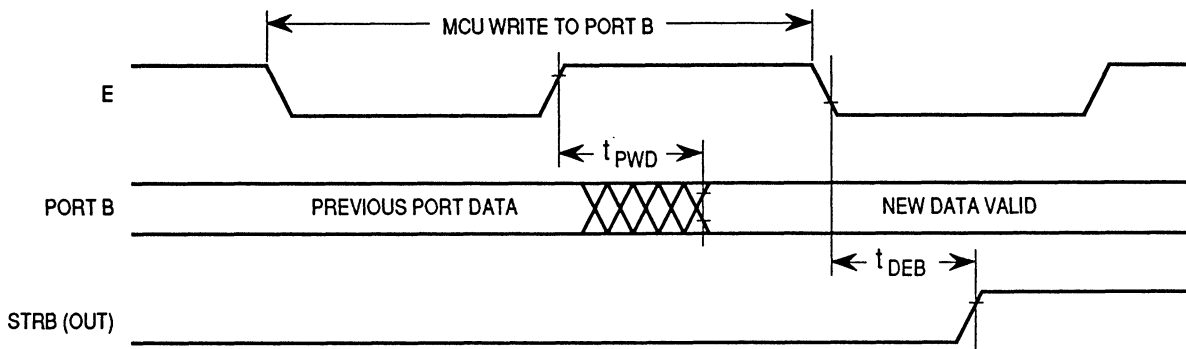 MCU WRITE TO PORT B
E
t PWD
PORT B
PREVIOUS PORT DATA
NEW DATA VALID
t DEB
STRB (OUT)